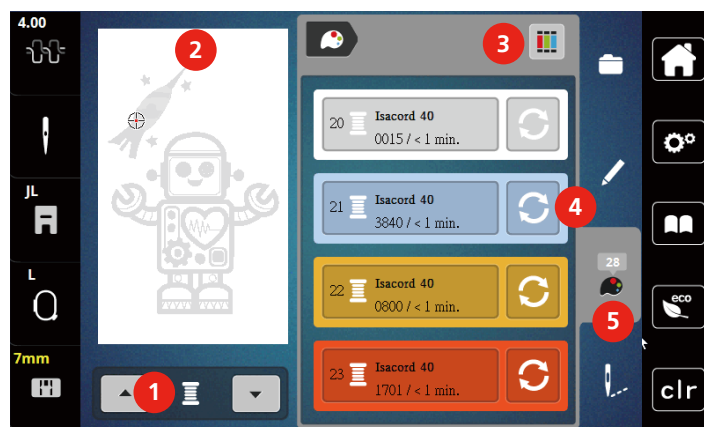 4.00
2
3
20 Isacord 40
0015 / < 1 min.
JL
21 Isacord 40
3840 / < 1 min.
4
28
L
22 Isacord 40
0800 / < 1 min.
eco
5
7mm
23 Isacord 40
1701 / < 1 min.
1
clr